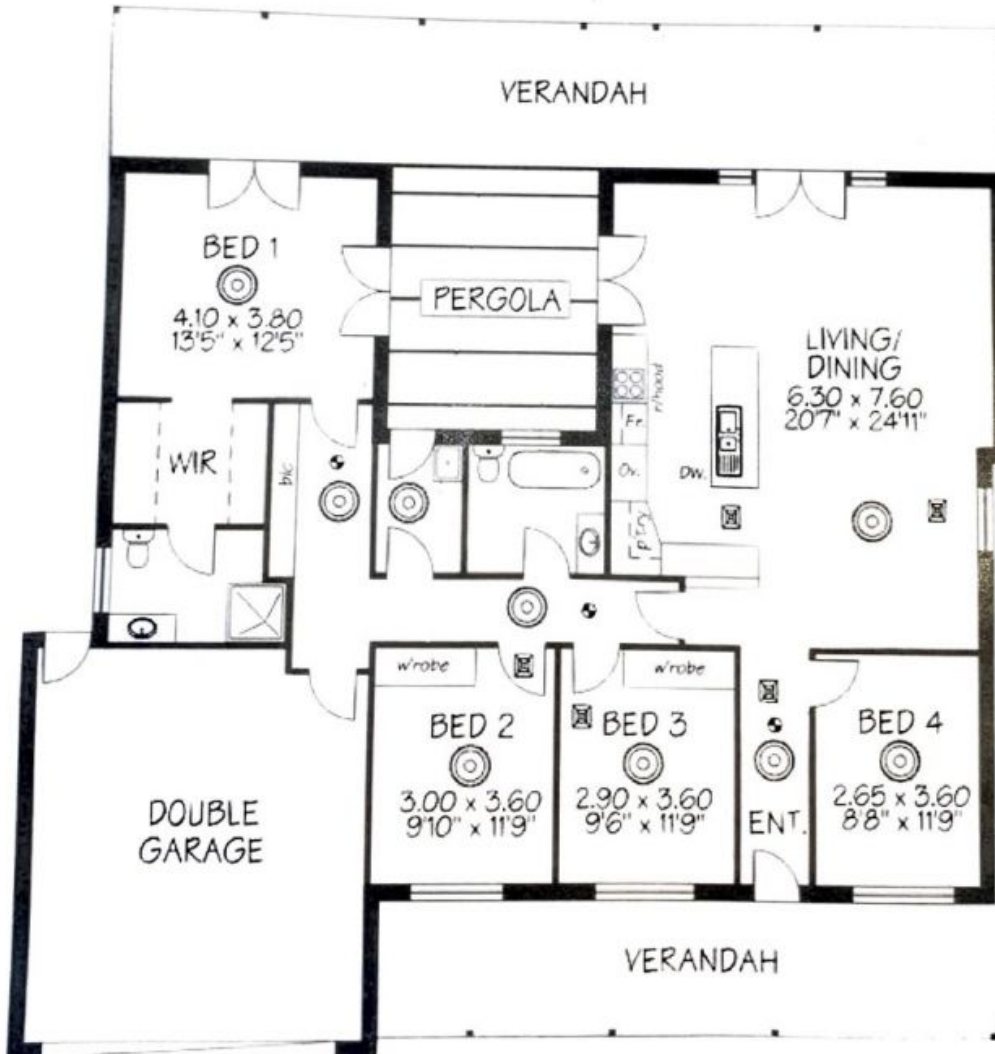 VERANDAH
BED 1
4.10 x 3.80
13'5" x 12'5"
PERGOLA
LIVING/
DINING
6.30 x 7.60
20'7" x 24'11"
r/hood
Fr.
Ov.
DW.
p'try
WIR
blc
w'robe
w'robe
BED 2
3.00 x 3.60
9'10" x 11'9"
BED 3
2.90 x 3.60
9'6" x 11'9"
ENT.
BED 4
2.65 x 3.60
8'8" x 11'9"
DOUBLE
GARAGE
VERANDAH